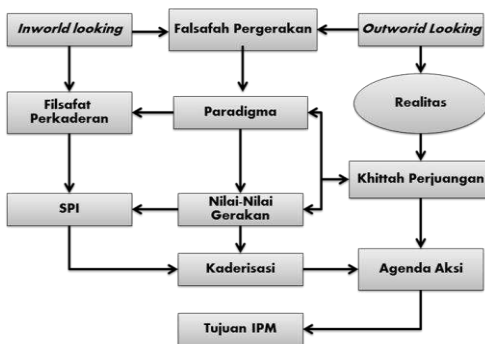 Inworld looking
Falsafah Pergerakan
Outworld Looking
Filsafat
Perkaderan
Paradigma
Realitas
Khittah Perjuangan
SPI
Nilai-Nilai
Gerakan
Kaderisasi
Agenda Aksi
Tujuan IPM